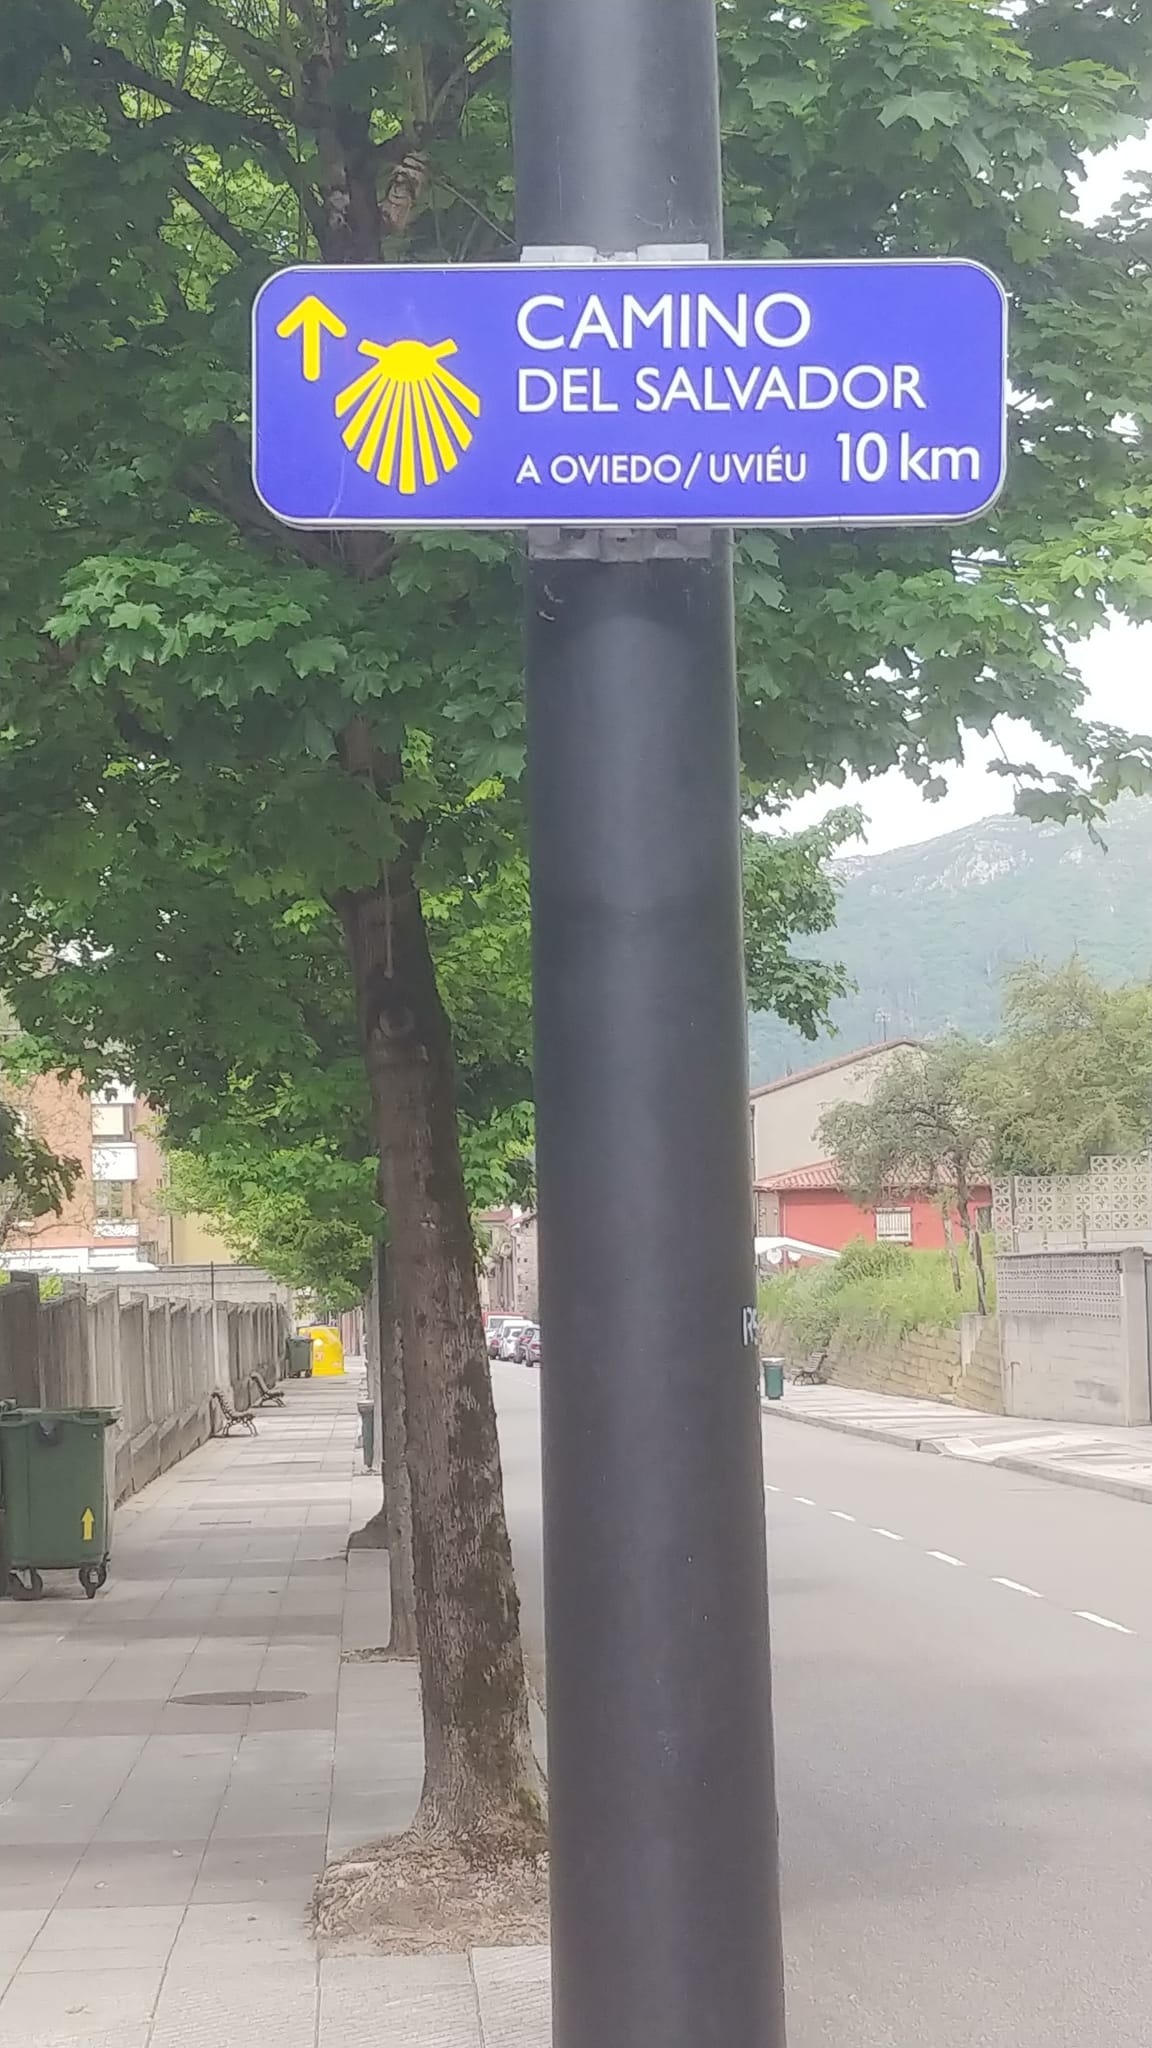 CAMINO
DEL SALVADOR
A OVIEDO/UVIÉU 10 km